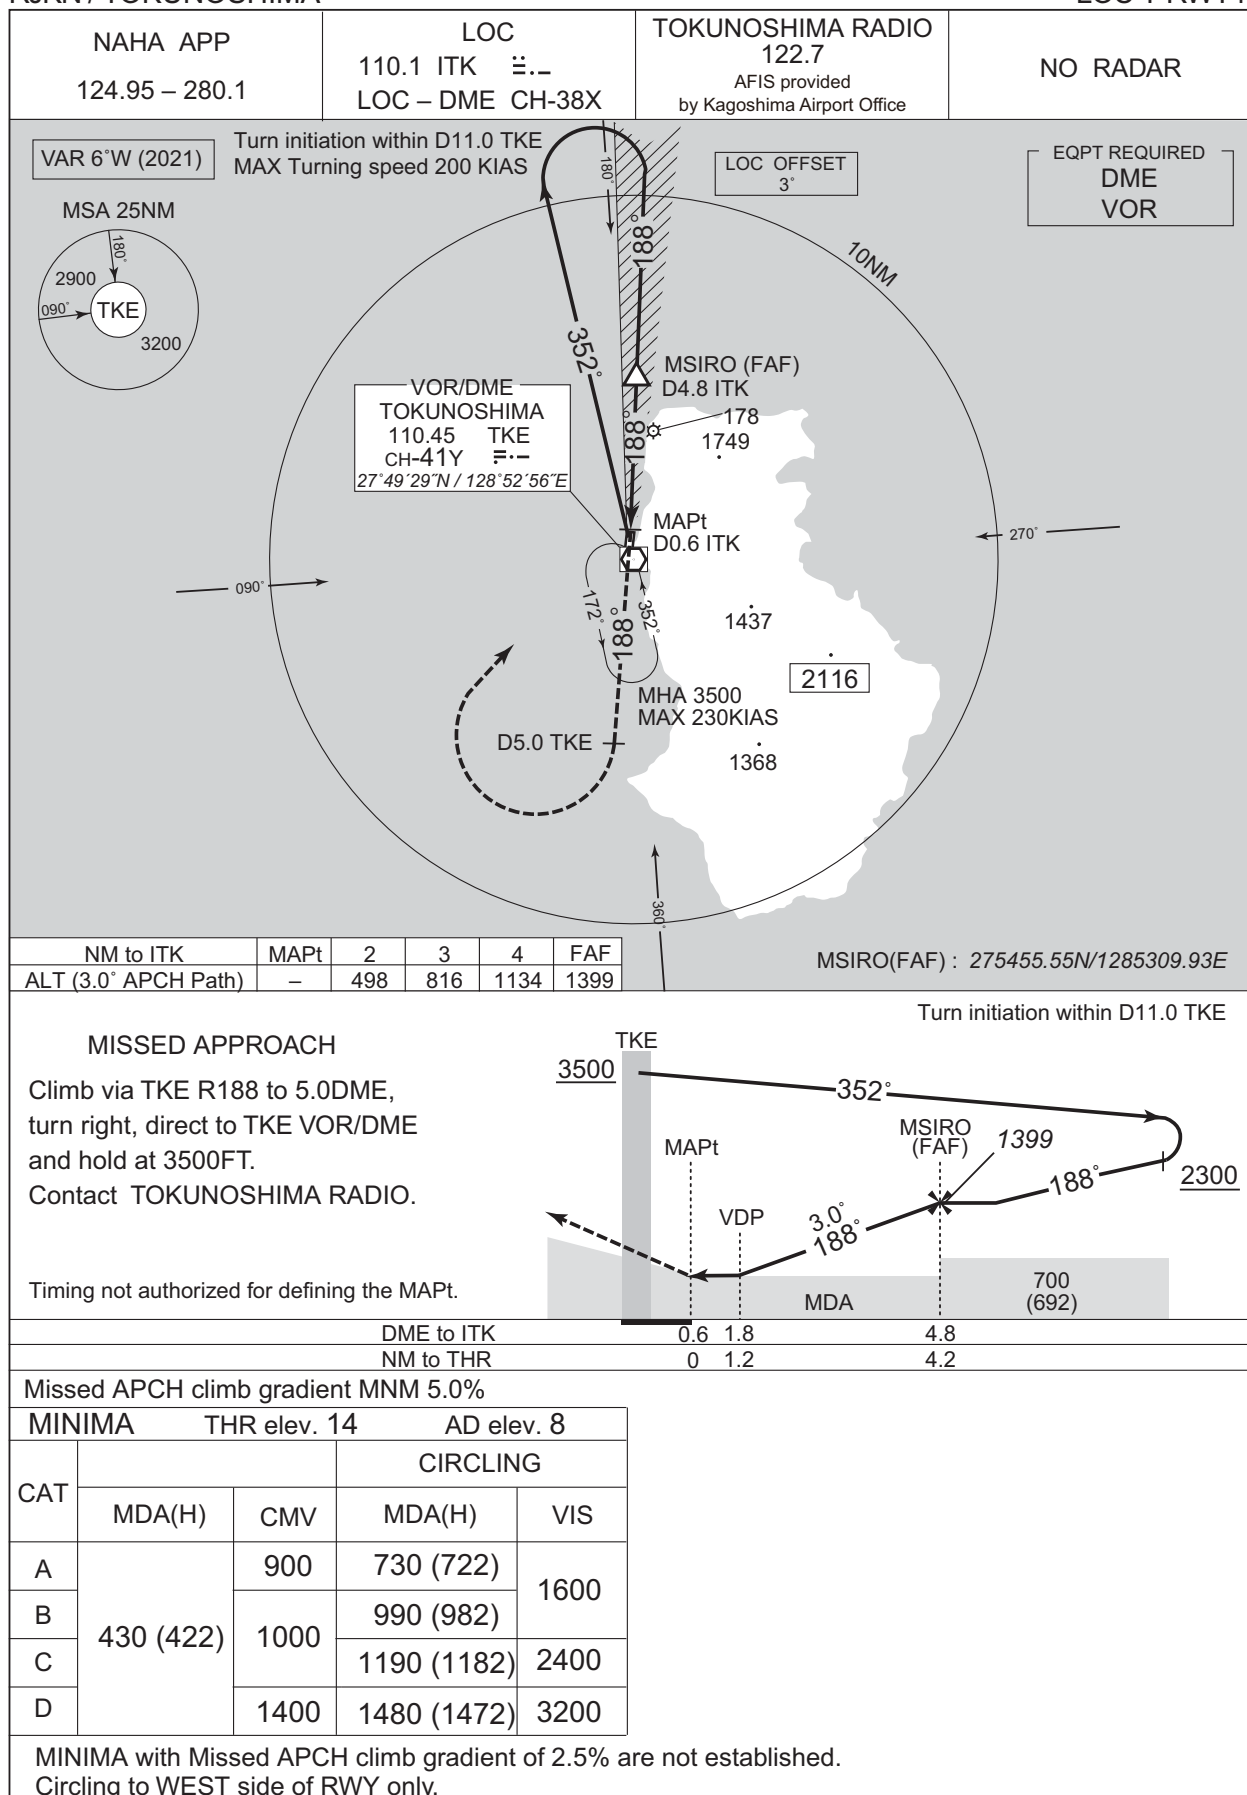 NAHA APP
124.95 – 280.1
LOC
110.1 ITK
LOC – DME CH-38X
TOKUNOSHIMA RADIO
122.7
AFIS provided
by Kagoshima Airport Office
NO RADAR
VAR 6°W (2021)
Turn initiation within D11.0 TKE
MAX Turning speed 200 KIAS
LOC OFFSET
3°
EQPT REQUIRED
DME
VOR
MSA 25NM
180°
2900
090°
TKE
3200
180°
188°
10NM
352°
MSIRO (FAF)
D4.8 ITK
VOR/DME
TOKUNOSHIMA
110.45 TKE
CH-41Y
27°49´29˝N / 128°52´56˝E
188°
178
1749
MAPt
D0.6 ITK
270°
090°
172°
188°
352°
1437
2116
MHA 3500
MAX 230KIAS
D5.0 TKE
1368
360°
NM to ITK MAPt 2 3 4 FAF
ALT (3.0° APCH Path) – 498 816 1134 1399
MSIRO(FAF) : 275455.55N/1285309.93E
Turn initiation within D11.0 TKE
MISSED APPROACH
Climb via TKE R188 to 5.0DME,
turn right, direct to TKE VOR/DME
and hold at 3500FT.
Contact TOKUNOSHIMA RADIO.
Timing not authorized for defining the MAPt.
TKE
3500
352°
MAPt
MSIRO
(FAF)
1399
188°
2300
VDP
3.0°
188°
MDA
700
(692)
DME to ITK 0.6 1.8 4.8
NM to THR 0 1.2 4.2
Missed APCH climb gradient MNM 5.0%
MINIMA THR elev. 14 AD elev. 8
CAT
CIRCLING
MDA(H) CMV MDA(H) VIS
A 900 730 (722)
1600
B 990 (982)
430 (422) 1000
C 1190 (1182) 2400
D 1400 1480 (1472) 3200
MINIMA with Missed APCH climb gradient of 2.5% are not established.
Circling to WEST side of RWY only.